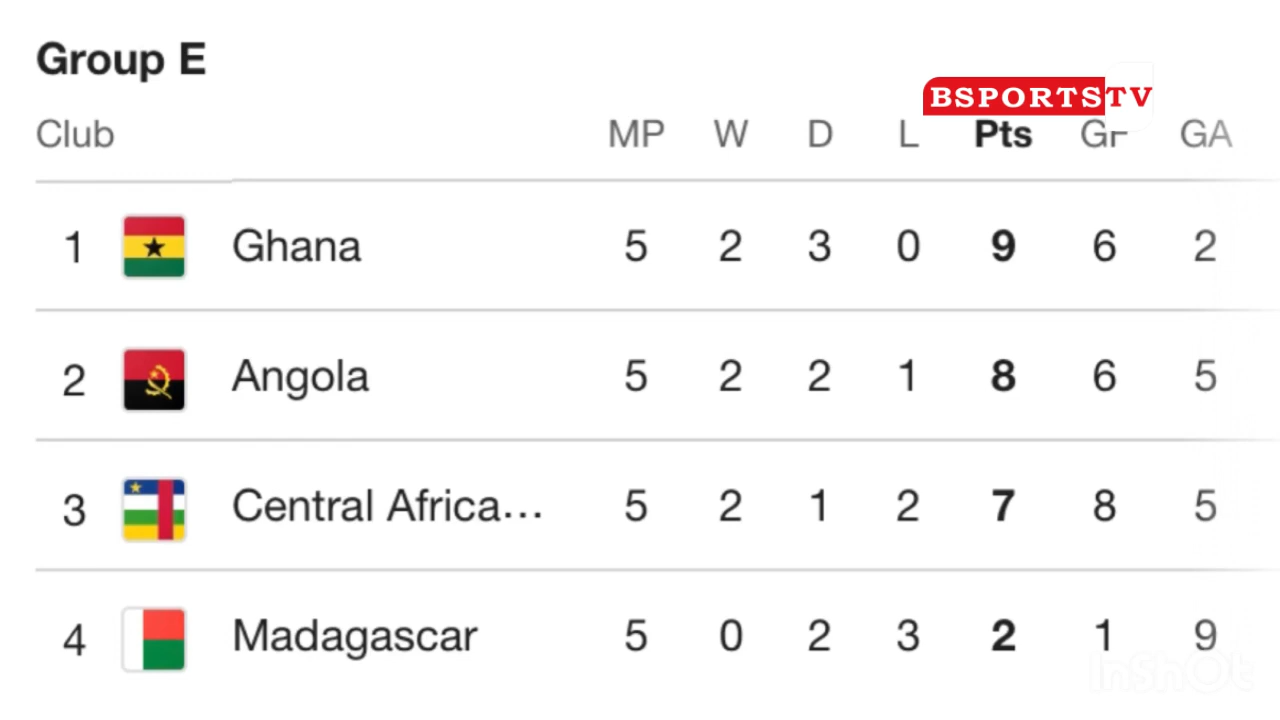 Group E
BSPORTSTV
Club MP W D L Pts GF GA
1 Ghana 5 2 3 0 9 6 2
2 Angola 5 2 2 1 8 6 5
3 Central Africa... 5 2 1 2 7 8 5
4 Madagascar 5 0 2 3 2 1 9
InShOt